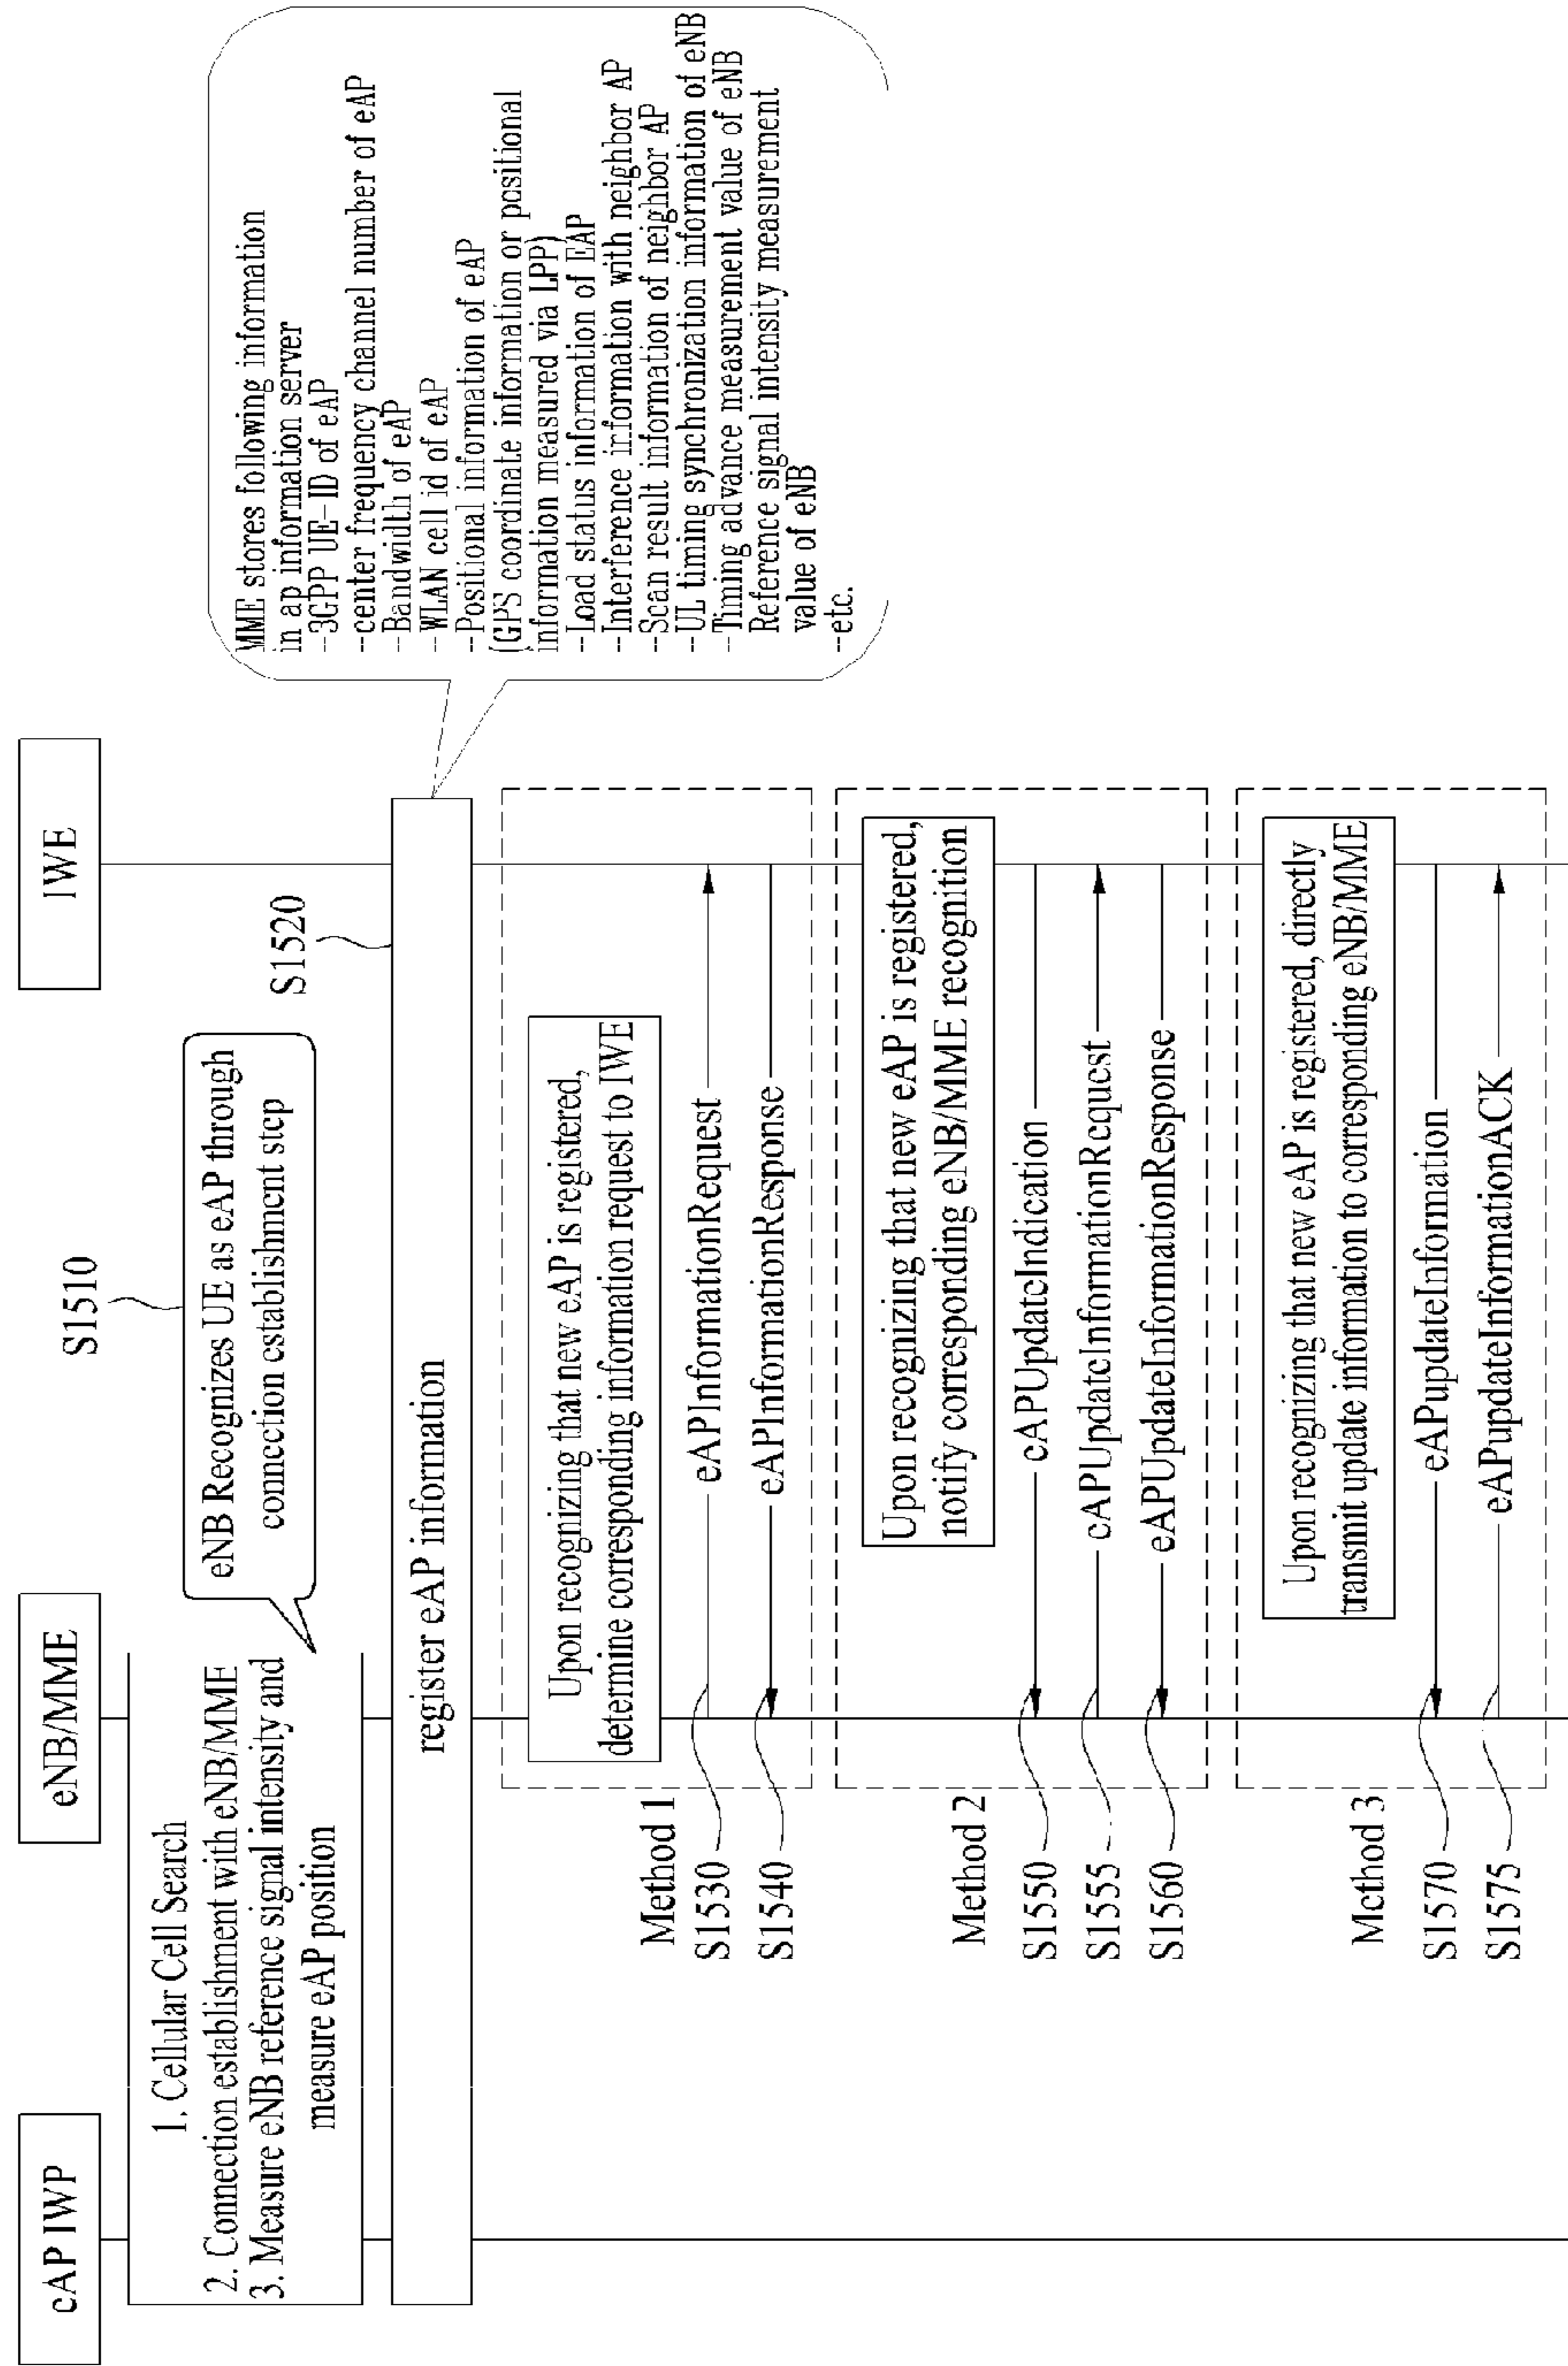 eAP IWP
eNB/MME
IWE
S1510
1. Cellular Cell Search
2. Connection establishment with eNB/MME
3. Measure eNB reference signal intensity and
measure eAP position
eNB Recognizes UE as eAP through
connection establishment step
S1520
register eAP information
MME stores following information
in ap information server
--3GPP UE-ID of eAP
--center frequency channel number of eAP
--Bandwidth of eAP
-- WLAN cell id of eAP
--Positional information of eAP
(GPS coordinate information or positional
information measured via LPP)
--Load status information of EAP
--Interference information with neighbor AP
--Scan result information of neighbor AP
--UL timing synchronization information of eNB
--Timing advance measurement value of eNB
Reference signal intensity measurement
value of eNB
--etc.
Method 1
Upon recognizing that new eAP is registered,
determine corresponding information request to IWE
S1530
eAPInformationRequest
S1540
eAPInformationResponse
Method 2
Upon recognizing that new eAP is registered,
notify corresponding eNB/MME recognition
S1550
eAPUpdateIndication
S1555
eAPUpdateInformationRequest
S1560
eAPUpdateInformationResponse
Method 3
Upon recognizing that new eAP is registered, directly
transmit update information to corresponding eNB/MME
S1570
eAPupdateInformation
S1575
eAPupdateInformationACK